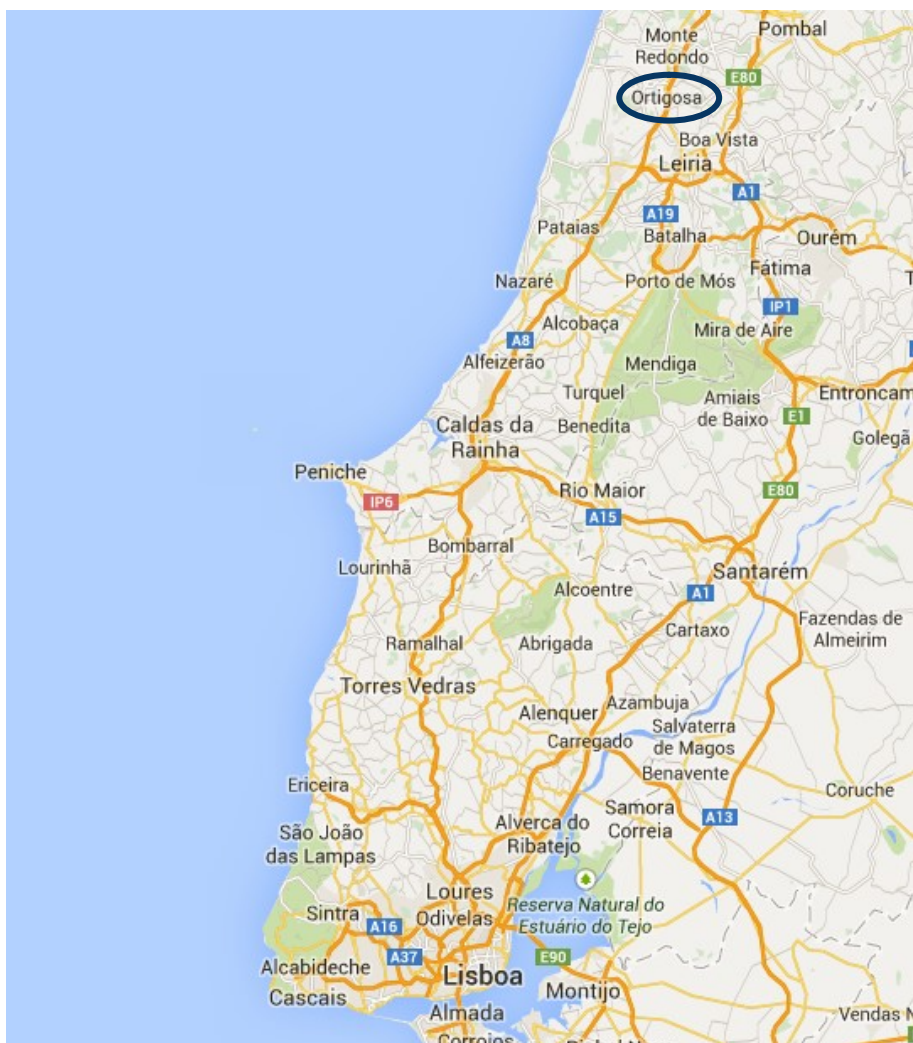 Pombal
Monte
Redondo
E80
Ortigosa
Boa Vista
Leiria
A1
A19
Pataias
Batalha
Ourém
Fátima
Nazaré
Porto de Mós
T
IP1
Alcobaça
Mira de Aire
A8
Alfeizerão
Mendiga
Turquel
Amiais
de Baixo
Entroncam
E1
Caldas da
Rainha
Benedita
Golegã
Peniche
IP6
Rio Maior
E80
A15
Bombarral
Lourinhã
Santarém
Alcoentre
A1
Fazendas de
Almeirim
Cartaxo
Ramalhal
Abrigada
Torres Vedras
Azambuja
Alenquer
Salvaterra
de Magos
Carregado
Benavente
Ericeira
Coruche
Samora
Correia
A13
Alverca do
Ribatejo
São João
das Lampas
Loures
Reserva Natural do
Estuário do Tejo
Sintra
A16
Odivelas
A37
E90
Alcabideche
Lisboa
Montijo
Cascais
Almada
Vendas N